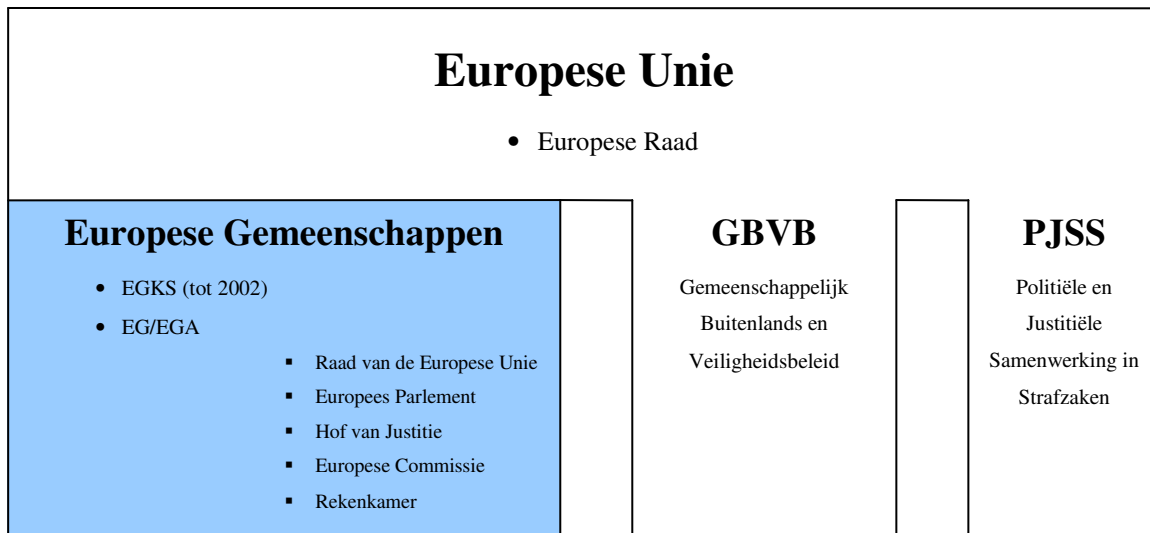 Europese Unie
• Europese Raad
Europese Gemeenschappen
• EGKS (tot 2002)
• EG/EGA
▪ Raad van de Europese Unie
▪ Europees Parlement
▪ Hof van Justitie
▪ Europese Commissie
▪ Rekenkamer
GBVB
Gemeenschappelijk
Buitenlands en
Veiligheidsbeleid
PJSS
Politiële en
Justitiële
Samenwerking in
Strafzaken